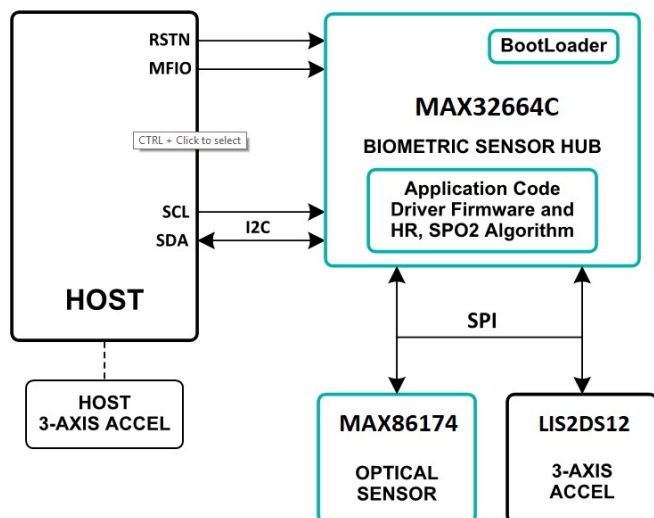 RSTN
MFIO
CTRL + Click to select
SCL
I2C
SDA
HOST
HOST
3-AXIS ACCEL
BootLoader
MAX32664C
BIOMETRIC SENSOR HUB
Application Code
Driver Firmware and
HR, SPO2 Algorithm
SPI
MAX86174
OPTICAL
SENSOR
LIS2DS12
3-AXIS
ACCEL